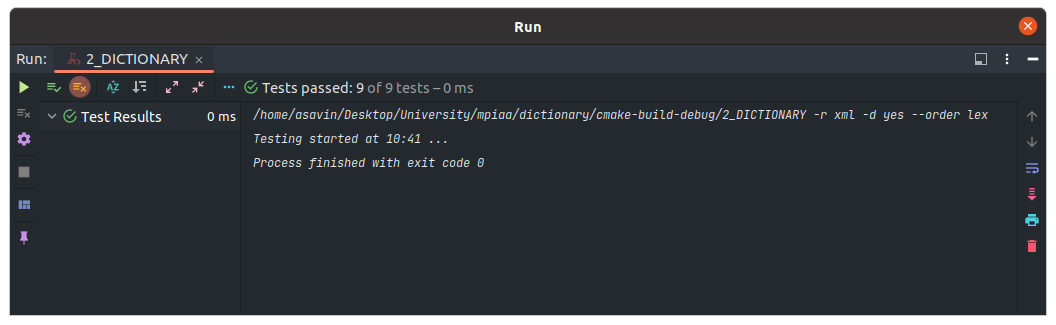 Run
Run: 2_DICTIONARY
Tests passed: 9 of 9 tests – 0 ms
Test Results 0 ms
/home/asavin/Desktop/University/mpiaa/dictionary/cmake-build-debug/2_DICTIONARY -r xml -d yes --order lex
Testing started at 10:41 ...
Process finished with exit code 0